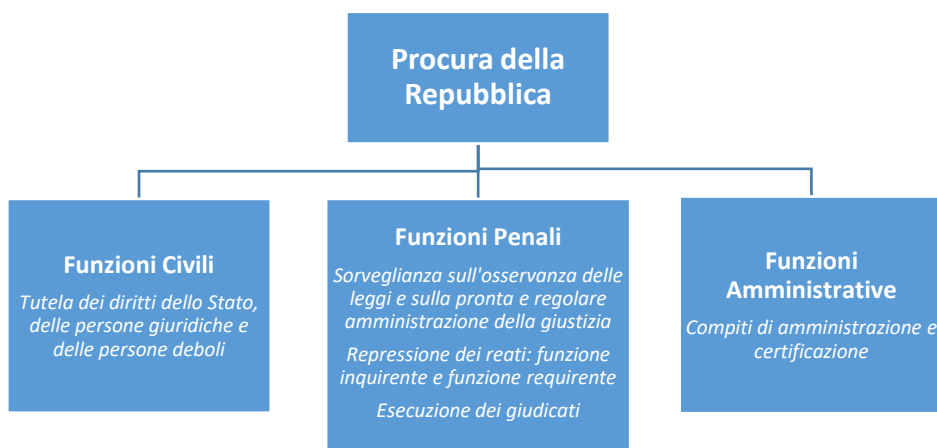 Procura della
Repubblica
Funzioni Civili
Tutela dei diritti dello Stato,
delle persone giuridiche e
delle persone deboli
Funzioni Penali
Sorveglianza sull'osservanza delle
leggi e sulla pronta e regolare
amministrazione della giustizia
Repressione dei reati: funzione
inquirente e funzione requirente
Esecuzione dei giudicati
Funzioni
Amministrative
Compiti di amministrazione e
certificazione